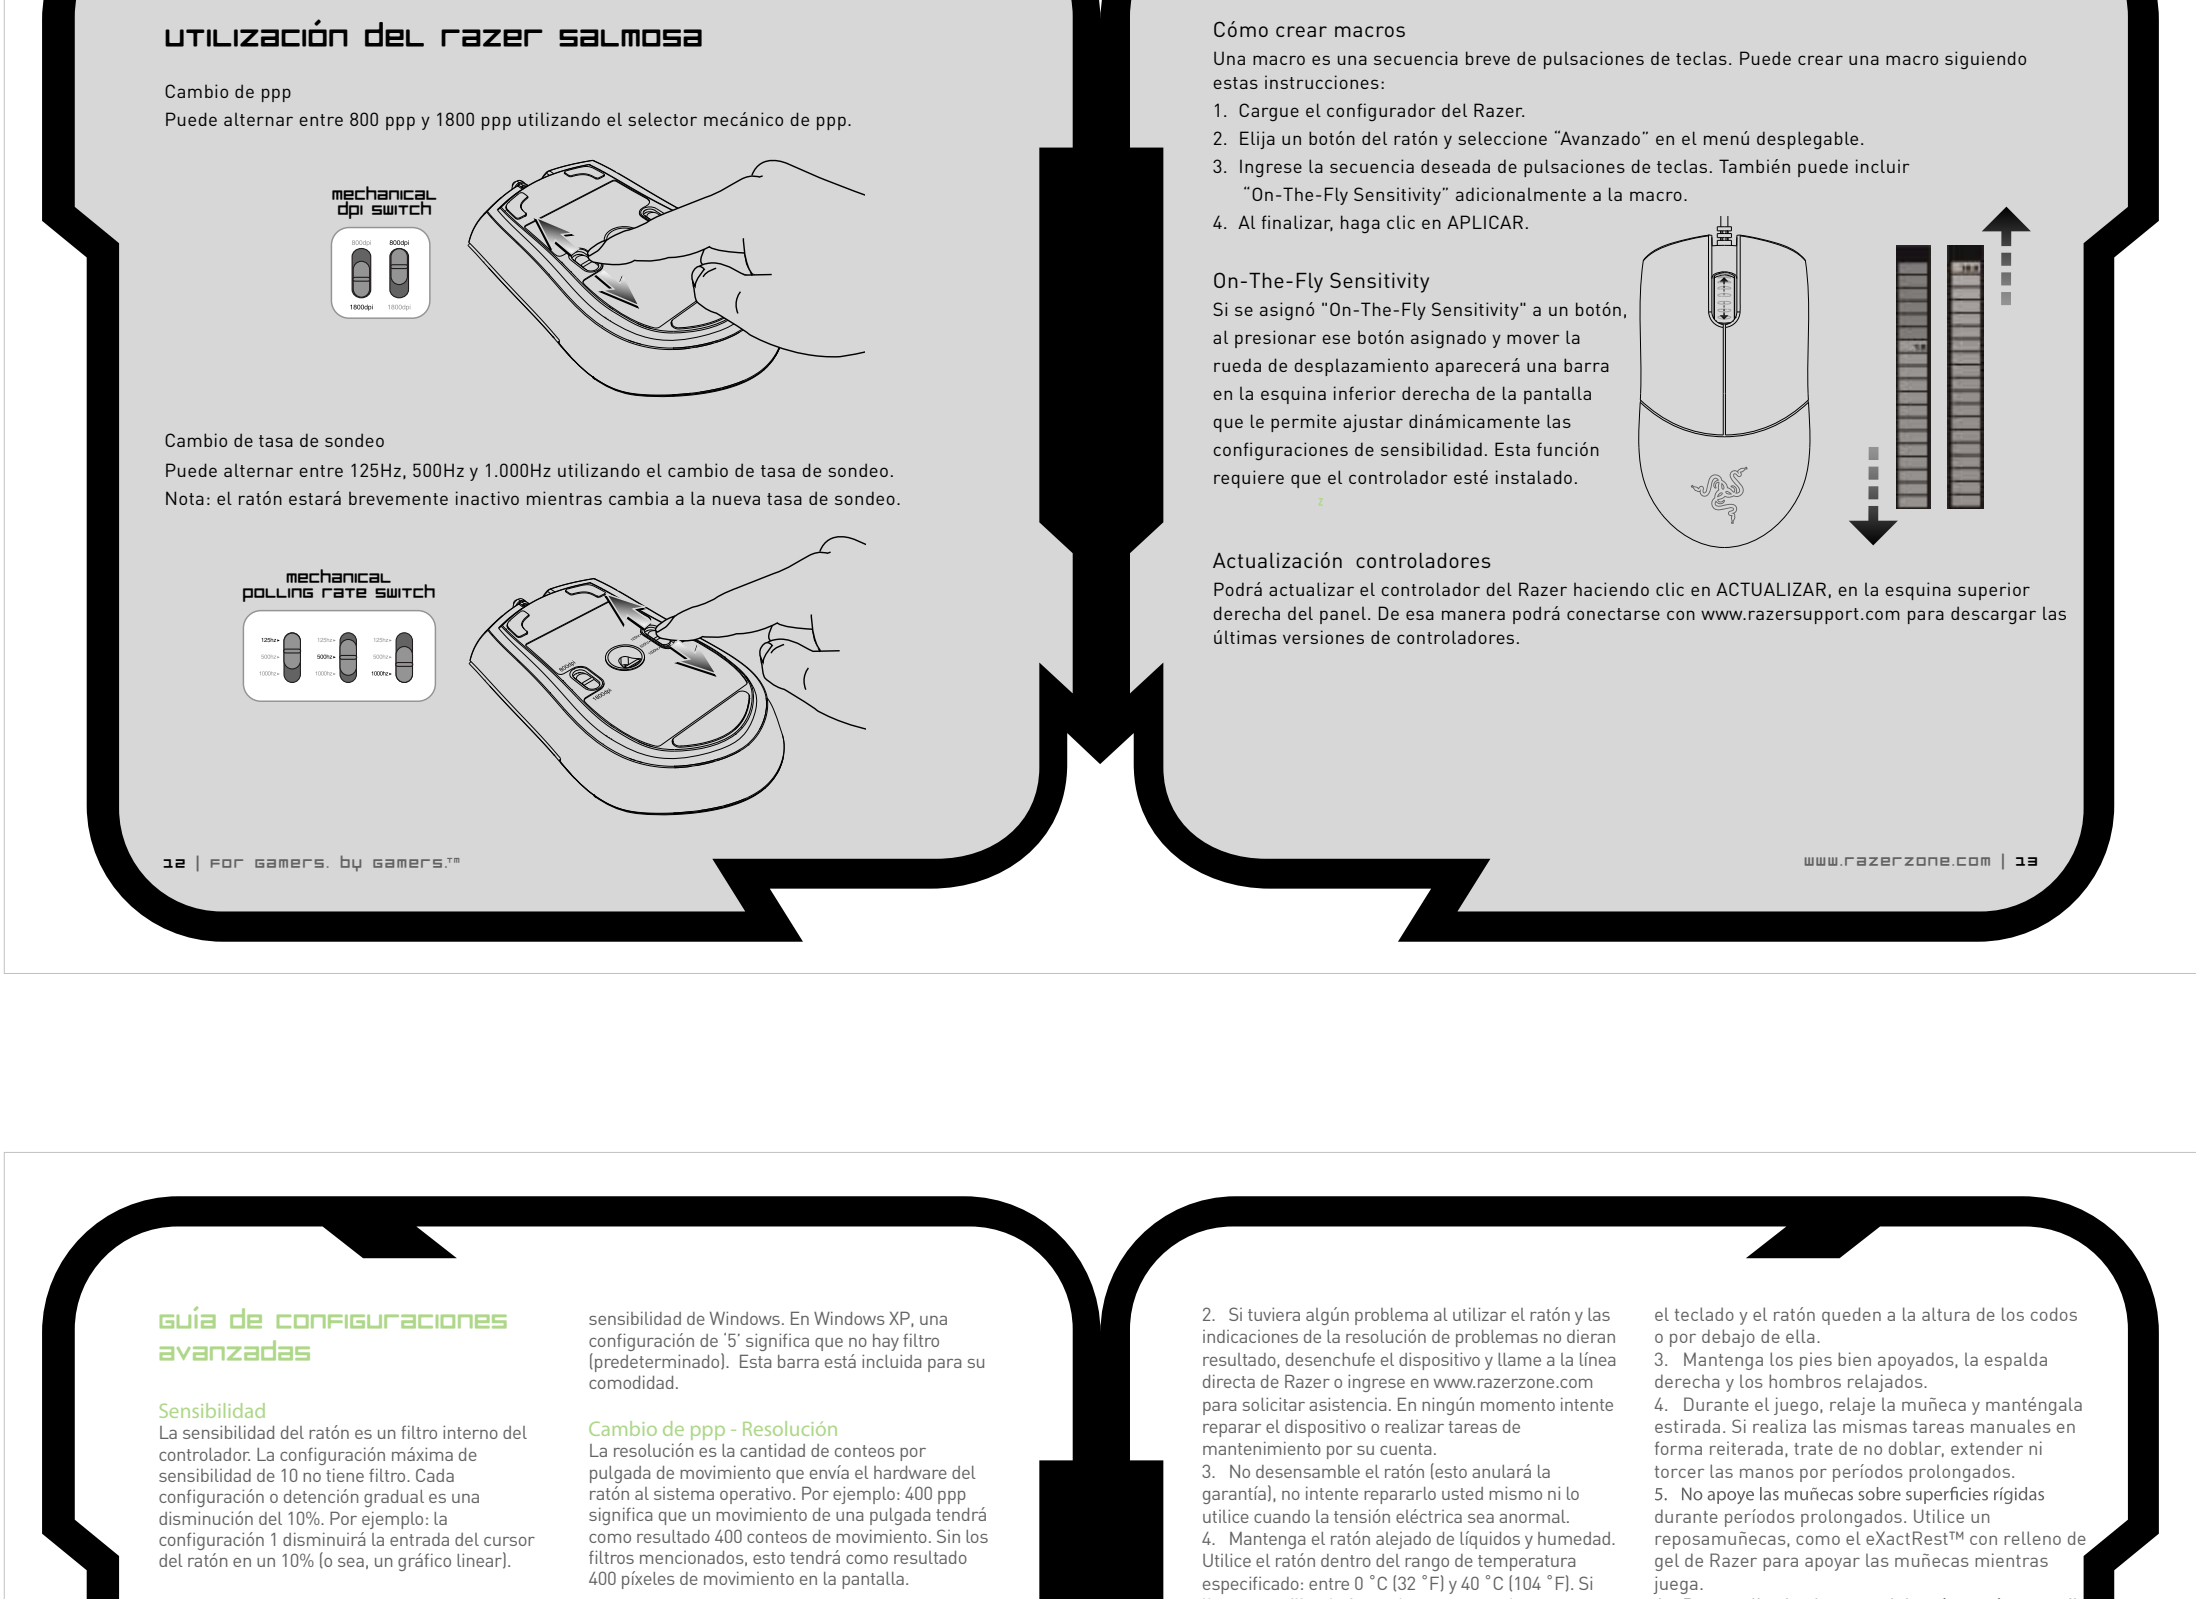 Utilización del Razer Salmosa
Cambio de ppp
Puede alternar entre 800 ppp y 1800 ppp utilizando el selector mecánico de ppp.
mechanical
dpi switch
800dpi 800dpi
1800dpi 1800dpi
Cambio de tasa de sondeo
Puede alternar entre 125Hz, 500Hz y 1.000Hz utilizando el cambio de tasa de sondeo.
Nota: el ratón estará brevemente inactivo mientras cambia a la nueva tasa de sondeo.
mechanical
polling rate switch
125hz 125hz 125hz
500hz 500hz 500hz
1000hz 1000hz 1000hz
800dpi
1800dpi
12 | For gamers. by gamers.™
Cómo crear macros
Una macro es una secuencia breve de pulsaciones de teclas. Puede crear una macro siguiendo
estas instrucciones:
1. Cargue el configurador del Razer.
2. Elija un botón del ratón y seleccione “Avanzado” en el menú desplegable.
3. Ingrese la secuencia deseada de pulsaciones de teclas. También puede incluir
“On-The-Fly Sensitivity” adicionalmente a la macro.
4. Al finalizar, haga clic en APLICAR.
On-The-Fly Sensitivity
Si se asignó "On-The-Fly Sensitivity" a un botón,
al presionar ese botón asignado y mover la
rueda de desplazamiento aparecerá una barra
en la esquina inferior derecha de la pantalla
que le permite ajustar dinámicamente las
configuraciones de sensibilidad. Esta función
requiere que el controlador esté instalado.
z
Actualización controladores
Podrá actualizar el controlador del Razer haciendo clic en ACTUALIZAR, en la esquina superior
derecha del panel. De esa manera podrá conectarse con www.razersupport.com para descargar las
últimas versiones de controladores.
www.razerzone.com | 13
Guía de configuraciones
avanzadas
Sensibilidad
La sensibilidad del ratón es un filtro interno del
controlador. La configuración máxima de
sensibilidad de 10 no tiene filtro. Cada
configuración o detención gradual es una
disminución del 10%. Por ejemplo: la
configuración 1 disminuirá la entrada del cursor
del ratón en un 10% (o sea, un gráfico linear).
sensibilidad de Windows. En Windows XP, una
configuración de ‘5’ significa que no hay filtro
(predeterminado). Esta barra está incluida para su
comodidad.
Cambio de ppp - Resolución
La resolución es la cantidad de conteos por
pulgada de movimiento que envía el hardware del
ratón al sistema operativo. Por ejemplo: 400 ppp
significa que un movimiento de una pulgada tendrá
como resultado 400 conteos de movimiento. Sin los
filtros mencionados, esto tendrá como resultado
400 píxeles de movimiento en la pantalla.
2. Si tuviera algún problema al utilizar el ratón y las
indicaciones de la resolución de problemas no dieran
resultado, desenchufe el dispositivo y llame a la línea
directa de Razer o ingrese en www.razerzone.com
para solicitar asistencia. En ningún momento intente
reparar el dispositivo o realizar tareas de
mantenimiento por su cuenta.
3. No desensamble el ratón (esto anulará la
garantía), no intente repararlo usted mismo ni lo
utilice cuando la tensión eléctrica sea anormal.
4. Mantenga el ratón alejado de líquidos y humedad.
Utilice el ratón dentro del rango de temperatura
especificado: entre 0 ˚C (32 ˚F) y 40 ˚C (104 ˚F). Si
el teclado y el ratón queden a la altura de los codos
o por debajo de ella.
3. Mantenga los pies bien apoyados, la espalda
derecha y los hombros relajados.
4. Durante el juego, relaje la muñeca y manténgala
estirada. Si realiza las mismas tareas manuales en
forma reiterada, trate de no doblar, extender ni
torcer las manos por períodos prolongados.
5. No apoye las muñecas sobre superficies rígidas
durante períodos prolongados. Utilice un
reposamuñecas, como el eXactRest™ con relleno de
gel de Razer para apoyar las muñecas mientras
juega.